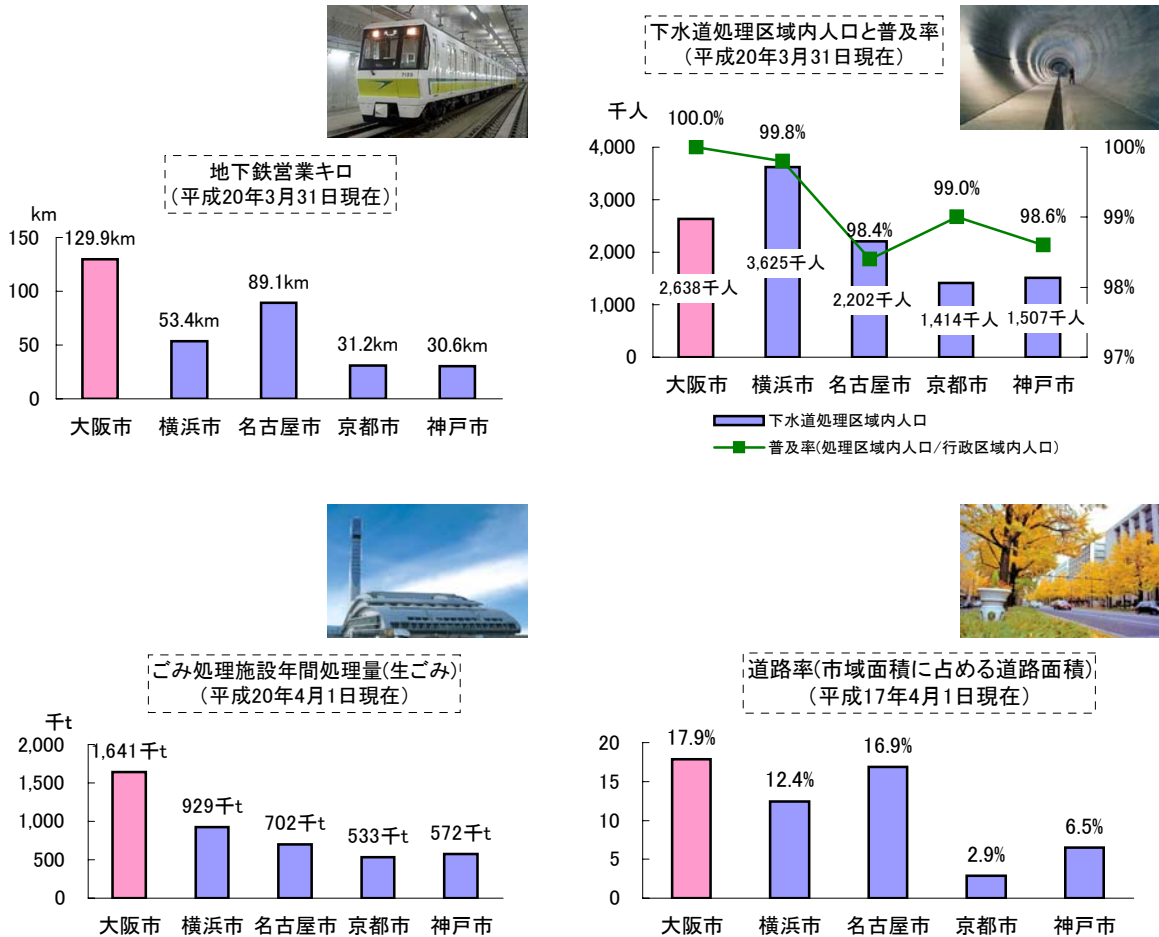 地下鉄営業キロ
(平成20年3月31日現在)
km
150
100
50
0
129.9km
53.4km
89.1km
31.2km
30.6km
大阪市 横浜市 名古屋市 京都市 神戸市
下水道処理区域内人口と普及率
(平成20年3月31日現在)
千人
4,000
3,000
2,000
1,000
0
100.0%
99.8%
98.4%
99.0%
98.6%
2,638千人
3,625千人
2,202千人
1,414千人
1,507千人
100%
99%
98%
97%
大阪市 横浜市 名古屋市 京都市 神戸市
下水道処理区域内人口
普及率(処理区域内人口/行政区域内人口)
ごみ処理施設年間処理量(生ごみ)
(平成20年4月1日現在)
千t
2,000
1,500
1,000
500
0
1,641千t
929千t
702千t
533千t
572千t
大阪市 横浜市 名古屋市 京都市 神戸市
道路率(市域面積に占める道路面積)
(平成17年4月1日現在)
20
15
10
5
0
17.9%
12.4%
16.9%
2.9%
6.5%
大阪市 横浜市 名古屋市 京都市 神戸市